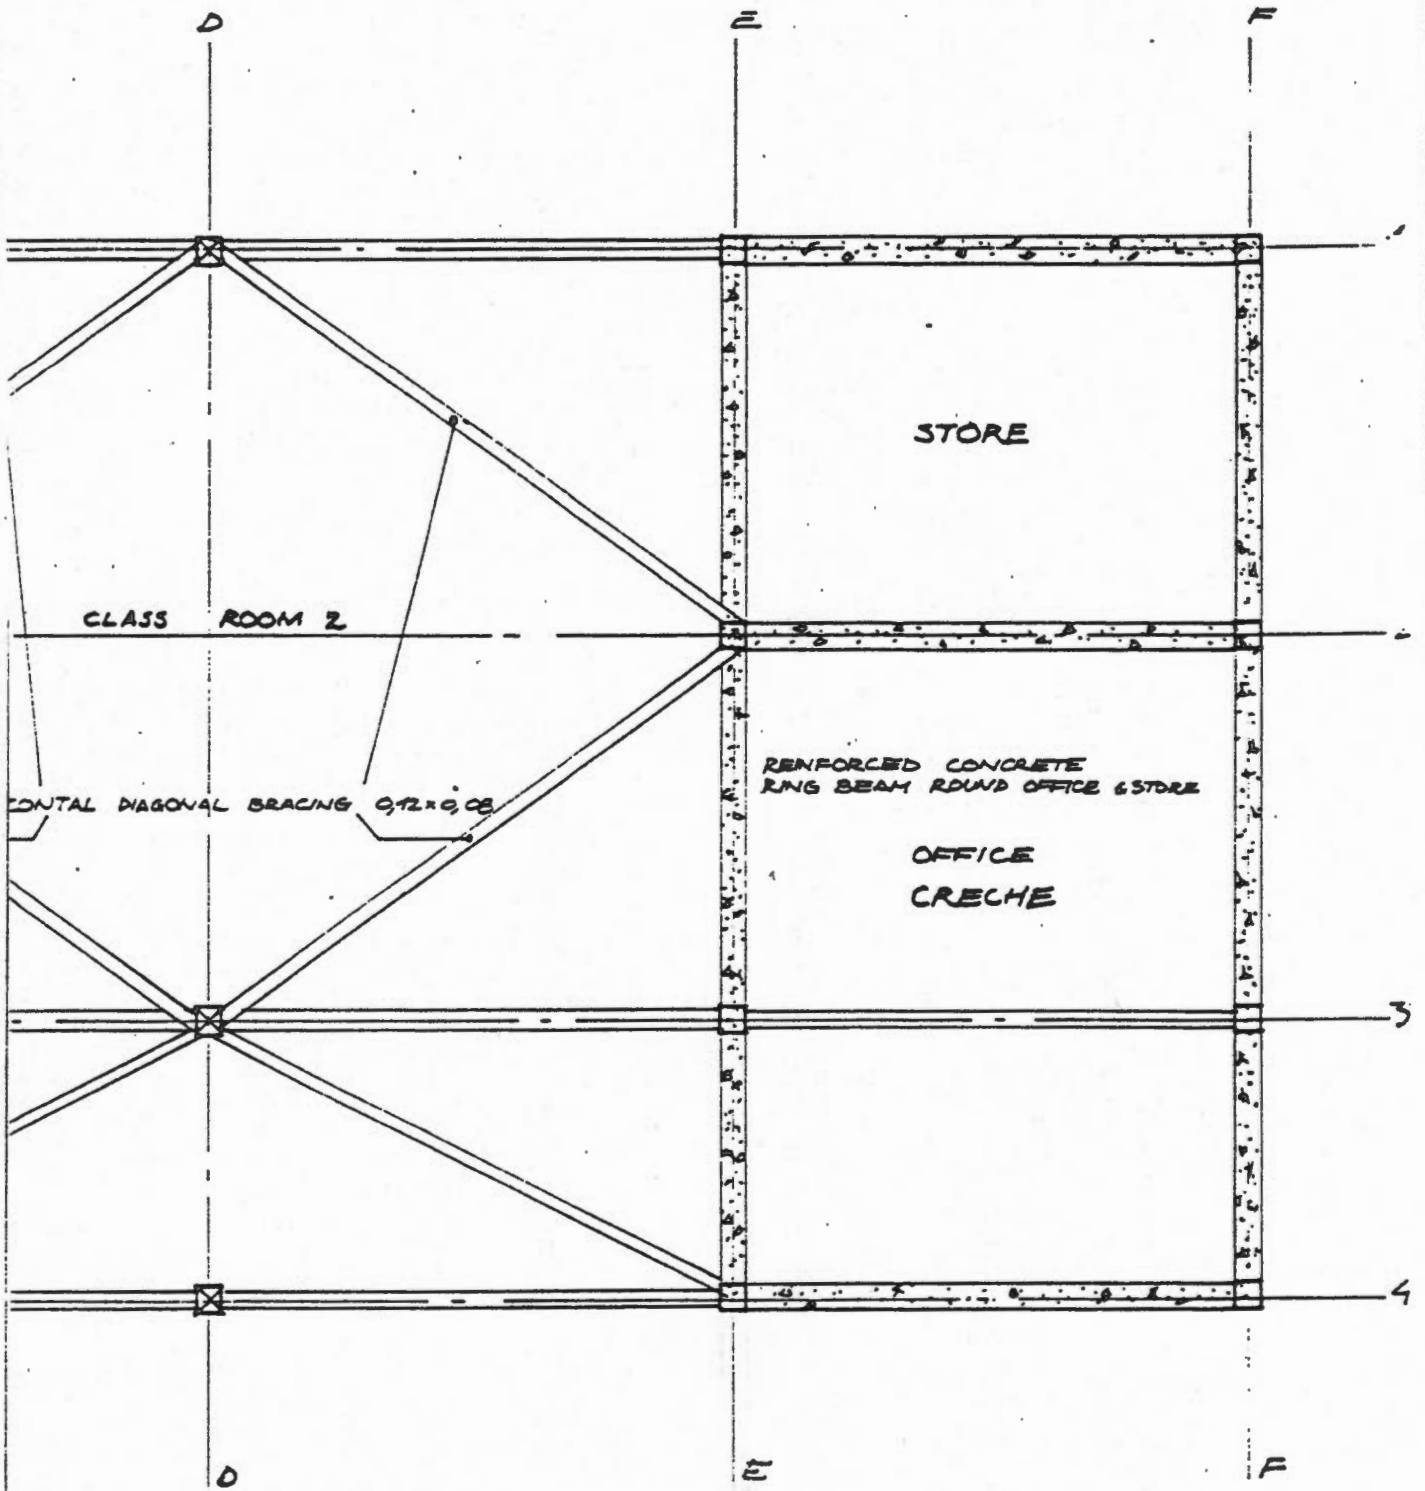 D
E
F
STORE
CLASS ROOM 2
RENFORCED CONCRETE
RING BEAM ROUND OFFICE & STORE
ZONTAL DIAGONAL BRACING 0,12×0,08
OFFICE
CRECHE
3
4
D
E
F